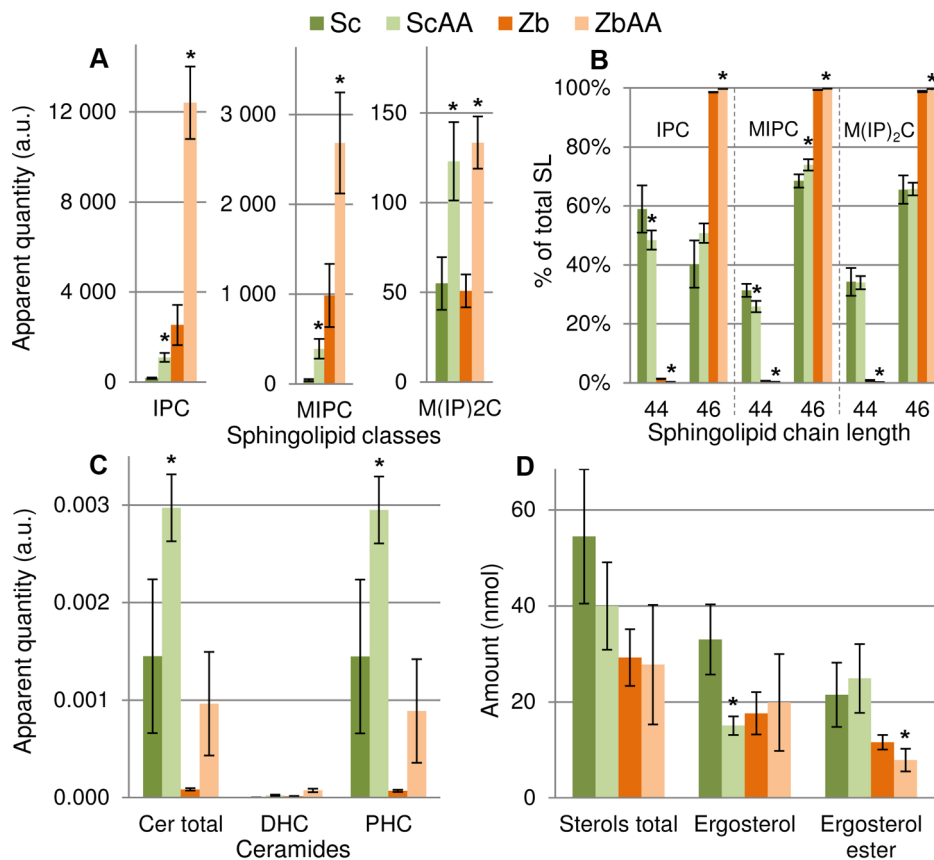 Sc ScAA Zb ZbAA
A
Apparent quantity (a.u.)
12 000
8 000
4 000
0
IPC
3 000
2 000
1 000
0
MIPC
150
100
50
0
M(IP)2C
* * * * * *
Sphingolipid classes
B
% of total SL
100%
80%
60%
40%
20%
0%
IPC MIPC M(IP)₂C
* * *
* * * * * *
44 46 44 46 44 46
Sphingolipid chain length
C
Apparent quantity (a.u.)
0.003
0.002
0.001
0.000
* *
Cer total DHC PHC
Ceramides
D
Amount (nmol)
60
40
20
0
* *
Sterols total Ergosterol Ergosterol
ester